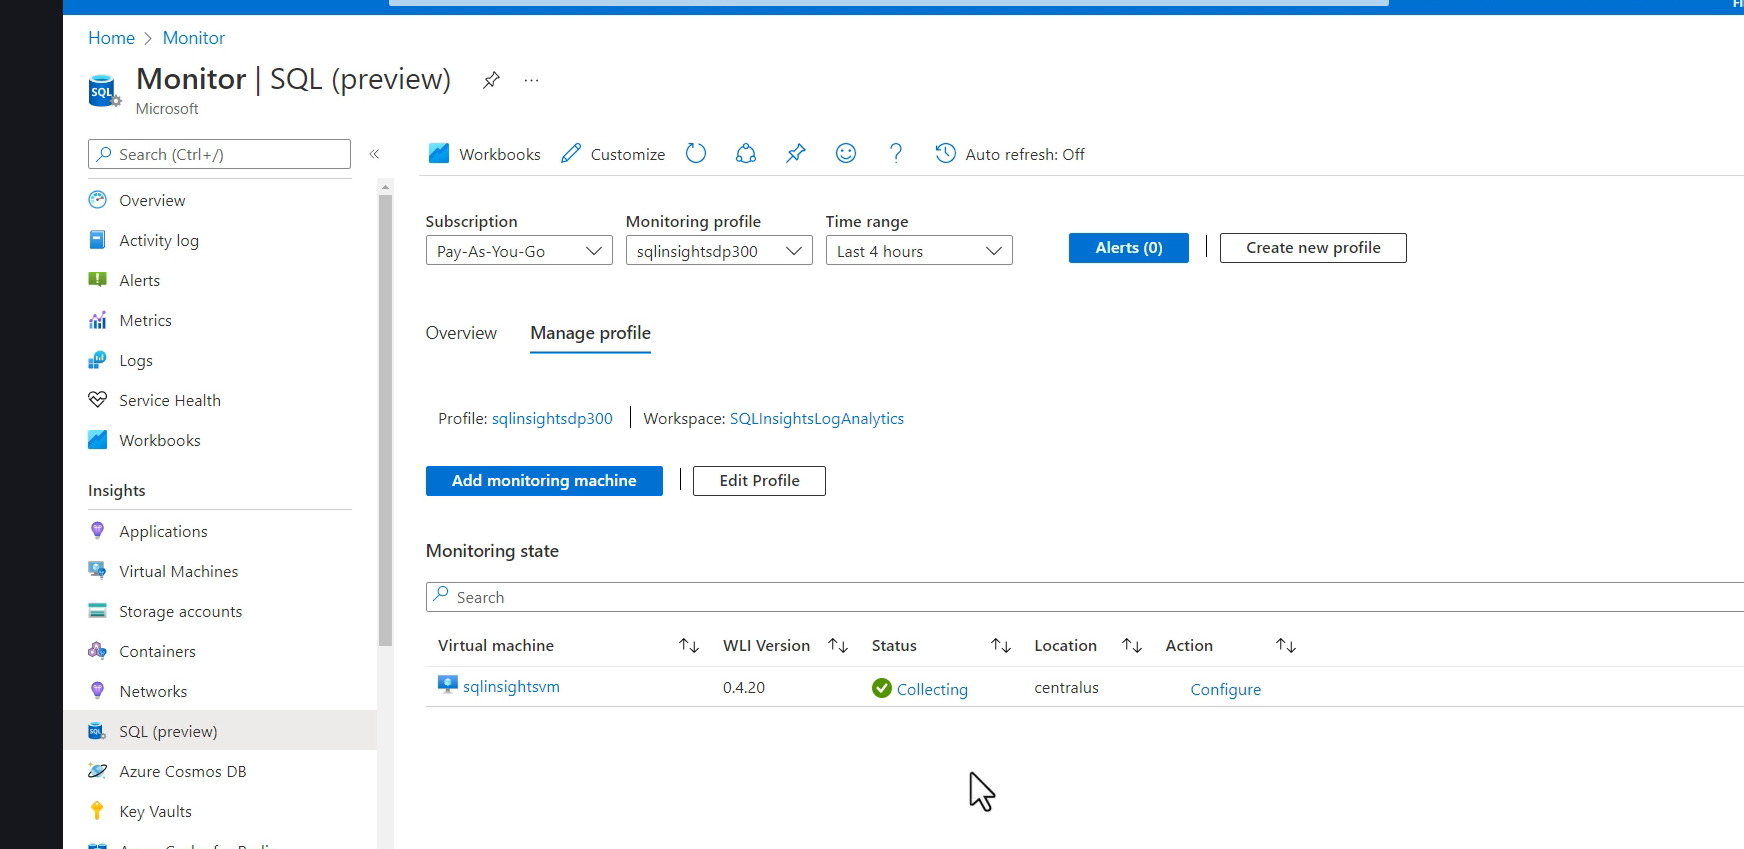 Home > Monitor
Monitor | SQL (preview) ...
Microsoft
SQL
Search (Ctrl+/)
«
Overview
Activity log
Alerts
Metrics
Logs
Service Health
Workbooks
Insights
Applications
Virtual Machines
Storage accounts
Containers
Networks
SQL (preview)
Azure Cosmos DB
Key Vaults
Workbooks Customize ? Auto refresh: Off
Subscription Monitoring profile Time range
Pay-As-You-Go sqlinsightsdp300 Last 4 hours Alerts (0) | Create new profile
Overview Manage profile
Profile: sqlinsightsdp300 | Workspace: SQLInsightsLogAnalytics
Add monitoring machine | Edit Profile
Monitoring state
Search
Virtual machine ↑↓ WLI Version ↑↓ Status ↑↓ Location ↑↓ Action ↑↓
sqlinsightsvm 0.4.20 Collecting centralus Configure